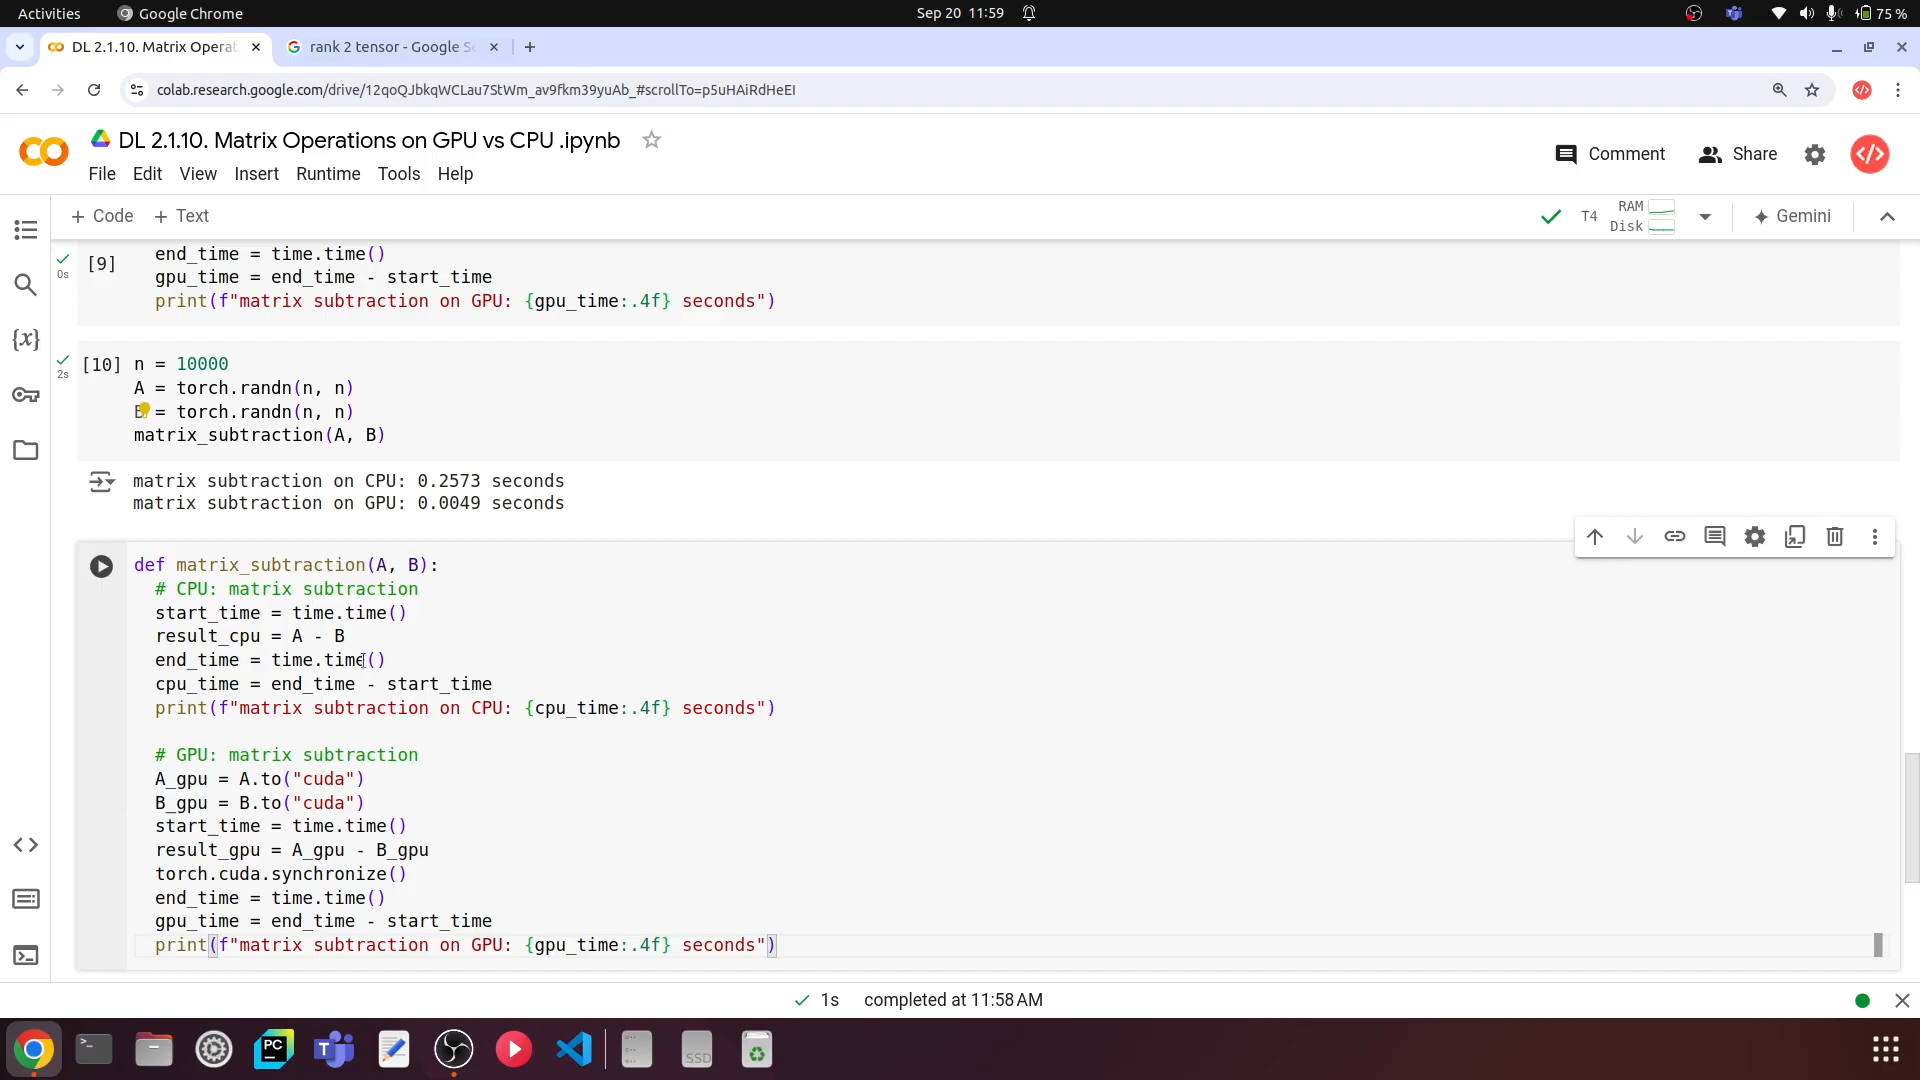 Activities
Google Chrome
Sep 20 11:59
75 %
DL 2.1.10. Matrix Operat
rank 2 tensor - Google Se
colab.research.google.com/drive/12qoQJbkqWCLau7StWm_av9fkm39yuAb_#scrollTo=p5uHAiRdHeEI
DL 2.1.10. Matrix Operations on GPU vs CPU .ipynb
Comment
Share
File Edit View Insert Runtime Tools Help
+ Code + Text
T4
RAM
Disk
Gemini
[9]
0s
end_time = time.time()
gpu_time = end_time - start_time
print(f"matrix subtraction on GPU: {gpu_time:.4f} seconds")
[10]
2s
n = 10000
A = torch.randn(n, n)
B = torch.randn(n, n)
matrix_subtraction(A, B)
matrix subtraction on CPU: 0.2573 seconds
matrix subtraction on GPU: 0.0049 seconds
def matrix_subtraction(A, B):
# CPU: matrix subtraction
start_time = time.time()
result_cpu = A - B
end_time = time.time()
cpu_time = end_time - start_time
print(f"matrix subtraction on CPU: {cpu_time:.4f} seconds")
# GPU: matrix subtraction
A_gpu = A.to("cuda")
B_gpu = B.to("cuda")
start_time = time.time()
result_gpu = A_gpu - B_gpu
torch.cuda.synchronize()
end_time = time.time()
gpu_time = end_time - start_time
print(f"matrix subtraction on GPU: {gpu_time:.4f} seconds")
1s completed at 11:58 AM
PC
SSD